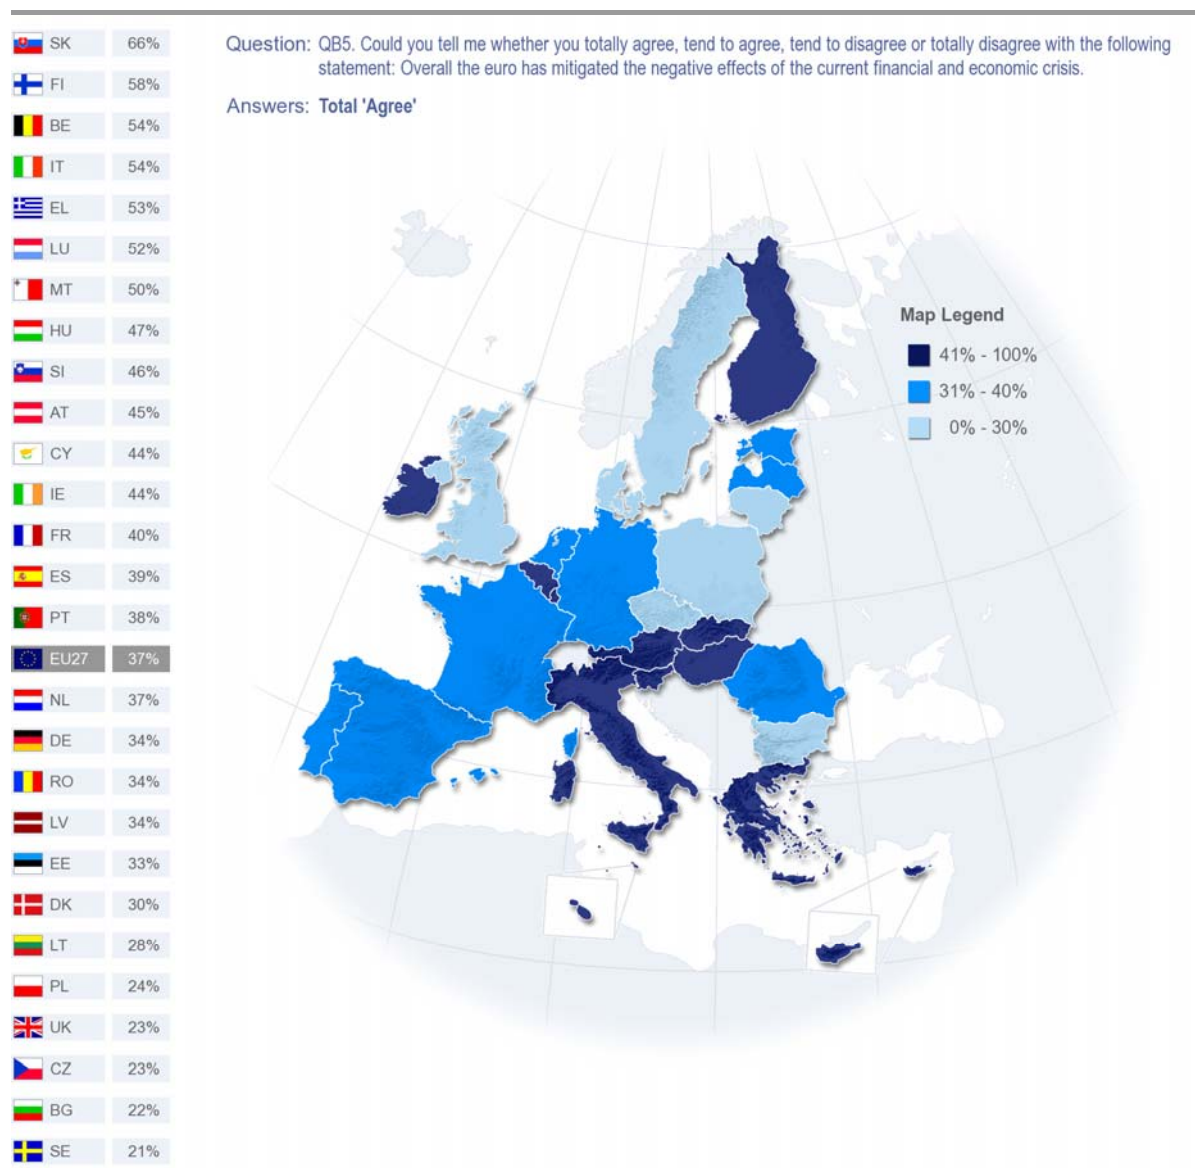 SK 66%
FI 58%
BE 54%
IT 54%
EL 53%
LU 52%
MT 50%
HU 47%
SI 46%
AT 45%
CY 44%
IE 44%
FR 40%
ES 39%
PT 38%
EU27 37%
NL 37%
DE 34%
RO 34%
LV 34%
EE 33%
DK 30%
LT 28%
PL 24%
UK 23%
CZ 23%
BG 22%
SE 21%
Question: QB5. Could you tell me whether you totally agree, tend to agree, tend to disagree or totally disagree with the following
statement: Overall the euro has mitigated the negative effects of the current financial and economic crisis.
Answers: Total 'Agree'
Map Legend
41% - 100%
31% - 40%
0% - 30%